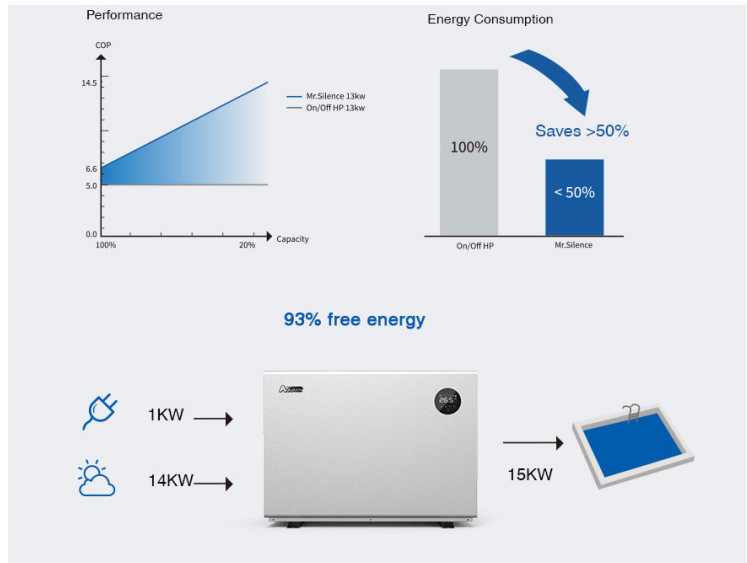 Performance
COP
14.5
6.6
5.0
0.0
100%
20%
Capacity
Mr.Silence 13kw
On/Off HP 13kw
Energy Consumption
Saves >50%
100%
< 50%
On/Off HP
Mr.Silence
93% free energy
1KW
14KW
15KW